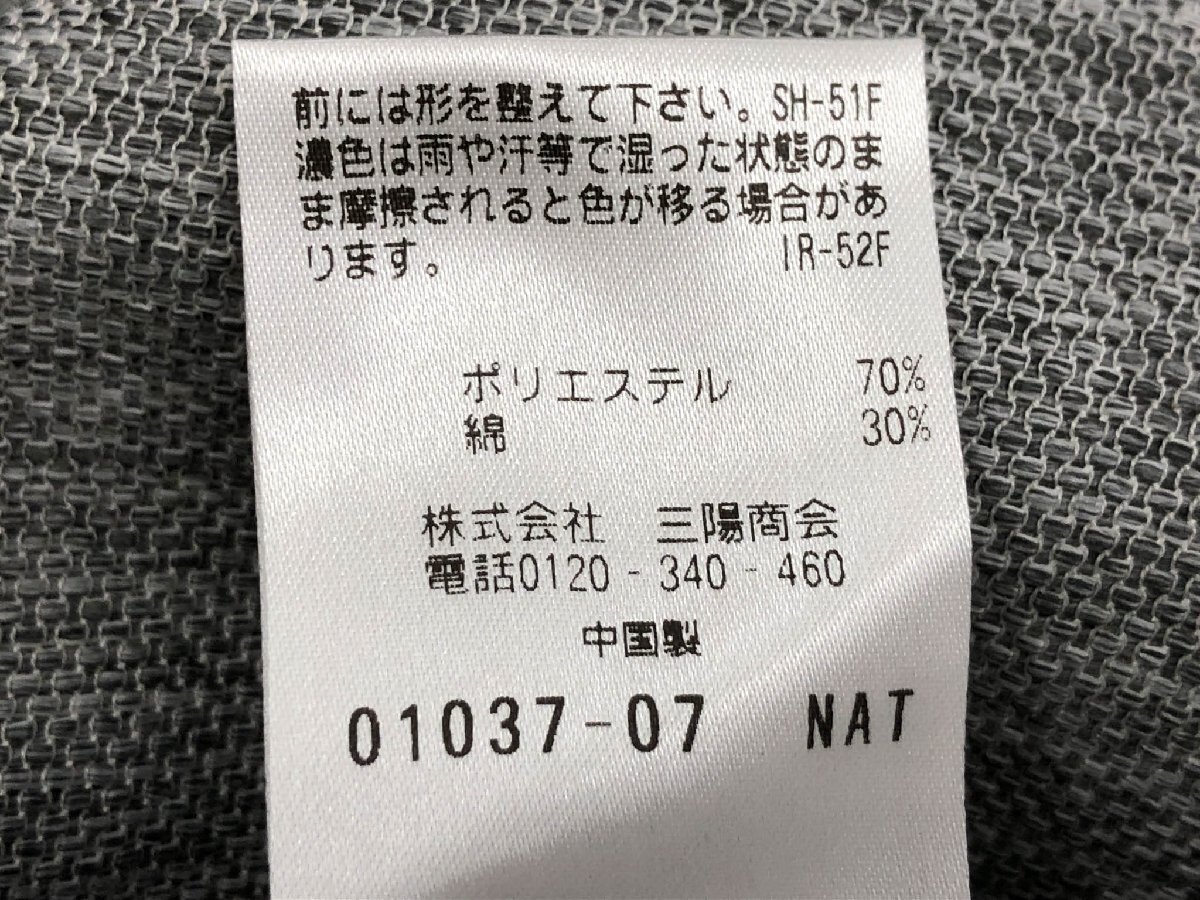 前には形を整えて下さい。SH-51F
濃色は雨や汗等で湿った状態のま
ま摩擦されると色が移る場合があ
ります。 IR-52F
ポリエステル 70%
綿 30%
株式会社 三陽商会
電話0120-340-460
中国製
01037-07 NAT